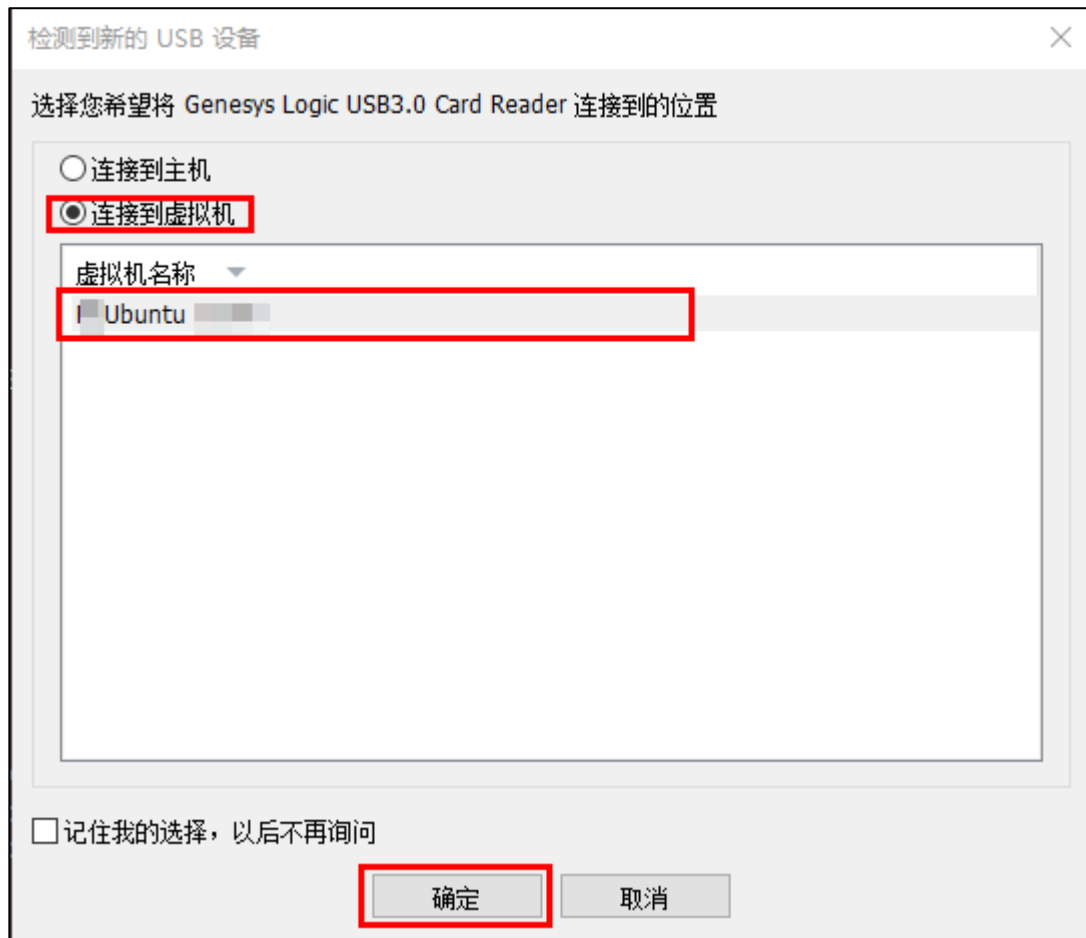 检测到新的 USB 设备
选择您希望将 Genesys Logic USB3.0 Card Reader 连接到的位置
连接到主机
连接到虚拟机
虚拟机名称
Ubuntu
记住我的选择，以后不再询问
确定 取消